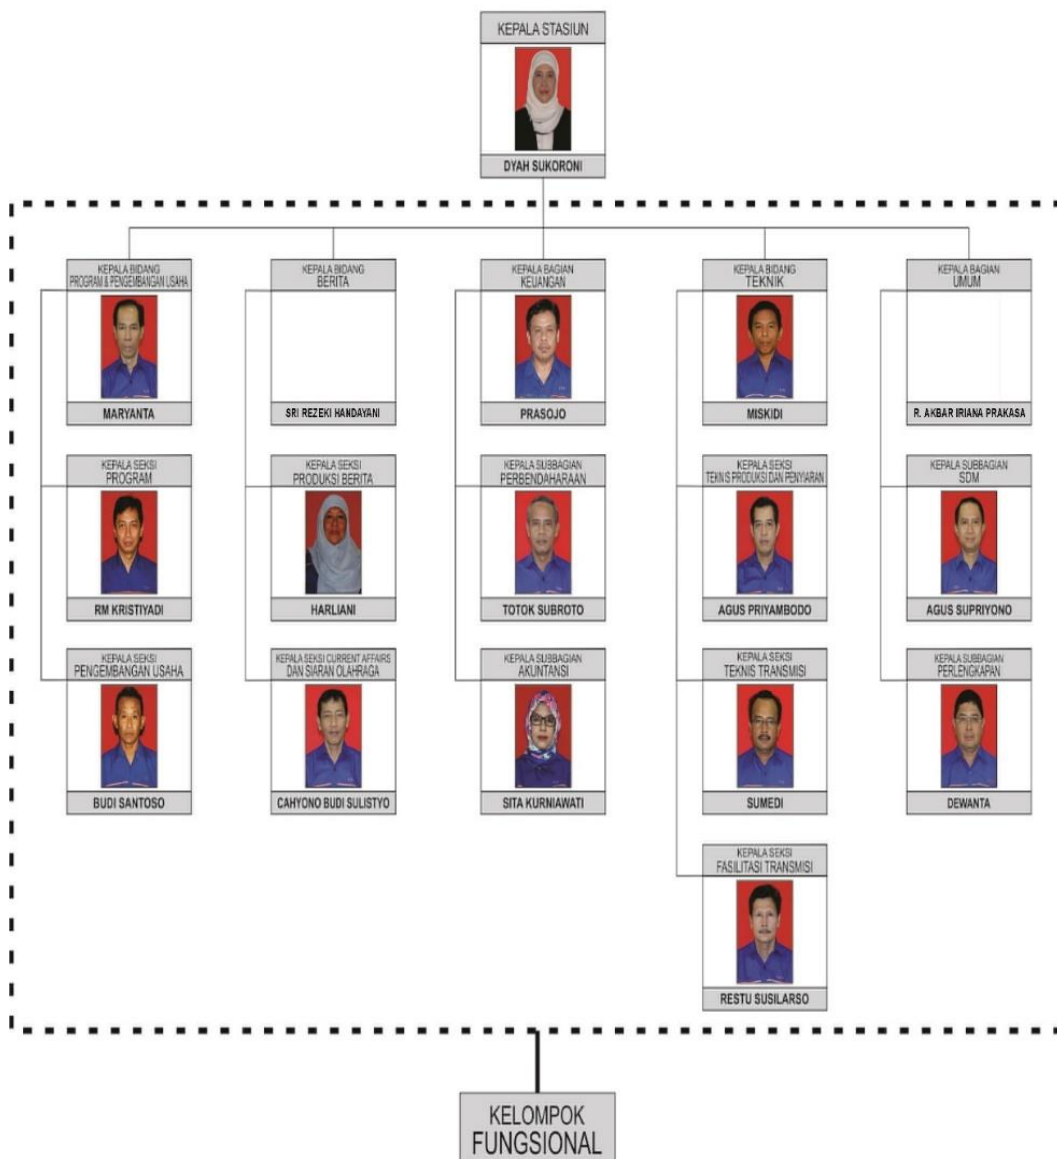 KEPALA STASIUN
DYAH SUKORONI
KEPALA BIDANG
PROGRAM & PENGEMBANGAN USAHA
MARYANTA
KEPALA BIDANG
BERITA
SRI REZEKI HANDAYANI
KEPALA BAGIAN
KEUANGAN
PRASOJO
KEPALA BIDANG
TEKNIK
MISKIDI
KEPALA BAGIAN
UMUM
R. AKBAR IRIANA PRAKASA
KEPALA SEKSI
PROGRAM
RM KRISTIYADI
KEPALA SEKSI
PRODUKSI BERITA
HARLIANI
KEPALA SUBBAGIAN
PERBENDAHARAAN
TOTOK SUBROTO
KEPALA SEKSI
TEKNIS PRODUKSI DAN PENYIARAN
AGUS PRIYAMBODO
KEPALA SUBBAGIAN
SDM
AGUS SUPRIYONO
KEPALA SEKSI
PENGEMBANGAN USAHA
BUDI SANTOSO
KEPALA SEKSI CURRENT AFFAIRS
DAN SIARAN OLAHRAGA
CAHYONO BUDI SULISTYO
KEPALA SUBBAGIAN
AKUNTANSI
SITA KURNIAWATI
KEPALA SEKSI
TEKNIS TRANSMISI
SUMEDI
KEPALA SUBBAGIAN
PERLENGKAPAN
DEWANTA
KEPALA SEKSI
FASILITASI TRANSMISI
RESTU SUSILARSO
KELOMPOK
FUNGSIONAL